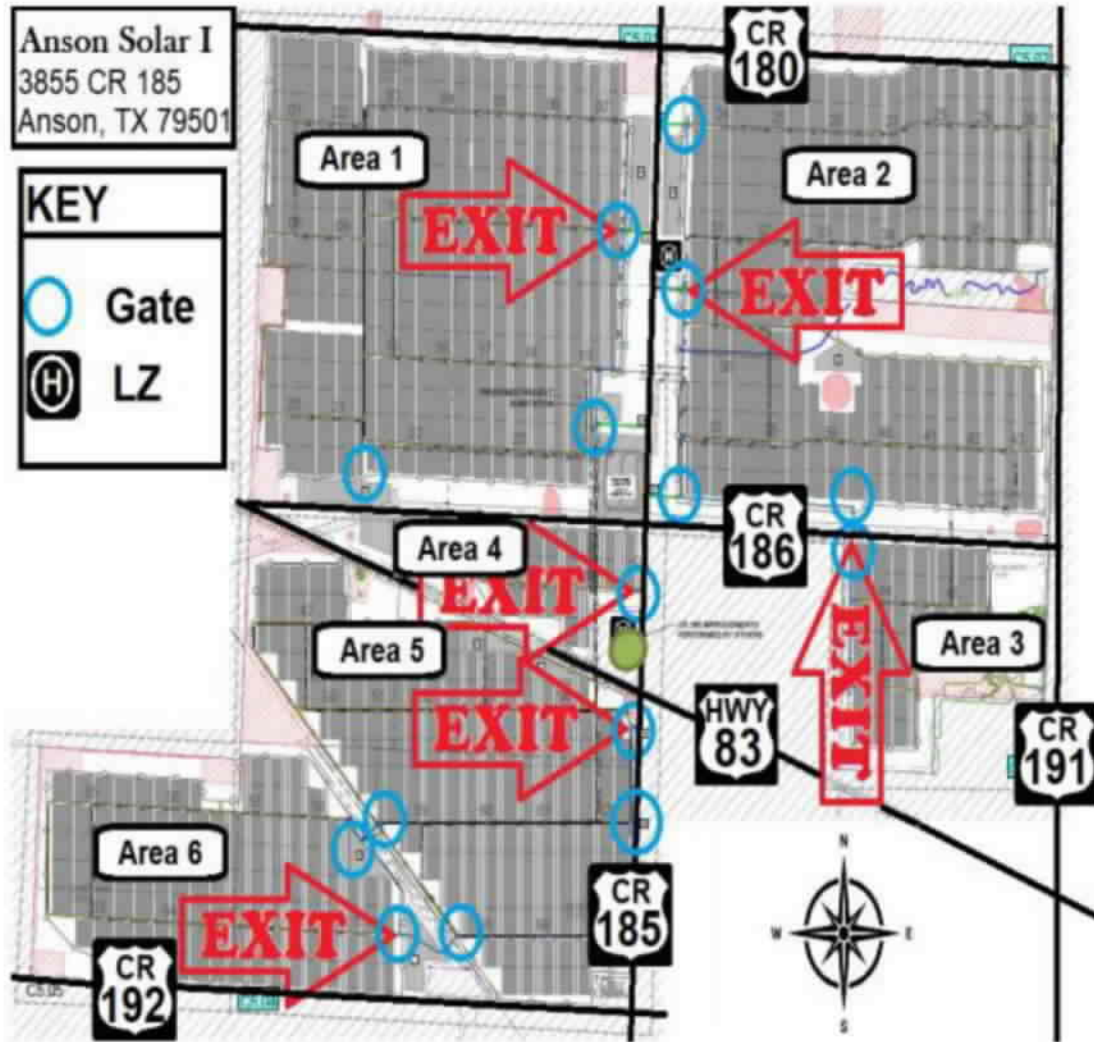 Anson Solar I
3855 CR 185
Anson, TX 79501
KEY
Gate
H LZ
CR
180
Area 1
Area 2
EXIT
H
EXIT
CR
186
Area 4
EXIT
Area 5
EXIT
Area 3
EXIT
HWY
83
CR
191
Area 6
EXIT
CR
185
CR
192
N
W E
S
C5.05